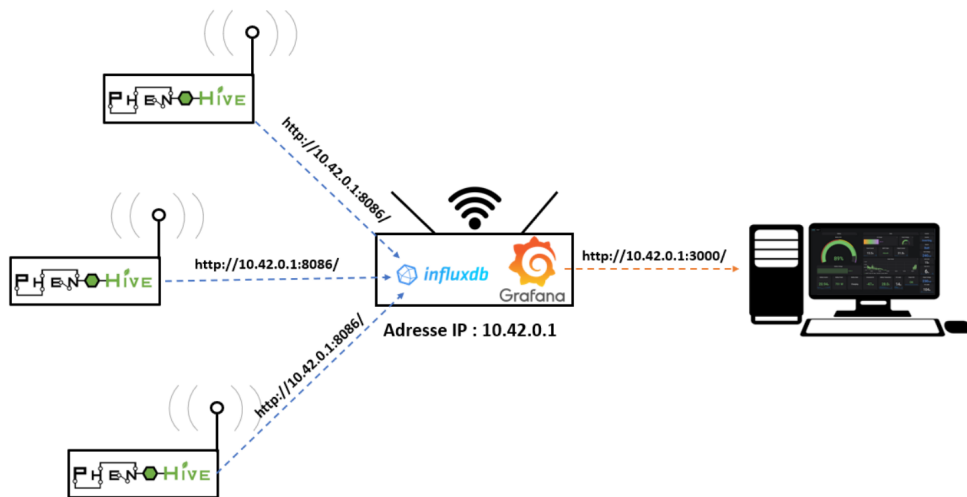 PHENOHIVE
http://10.42.0.1:8086/
PHENOHIVE
http://10.42.0.1:8086/
influxdb
Grafana
http://10.42.0.1:3000/
Adresse IP : 10.42.0.1
http://10.42.0.1:8086/
PHENOHIVE